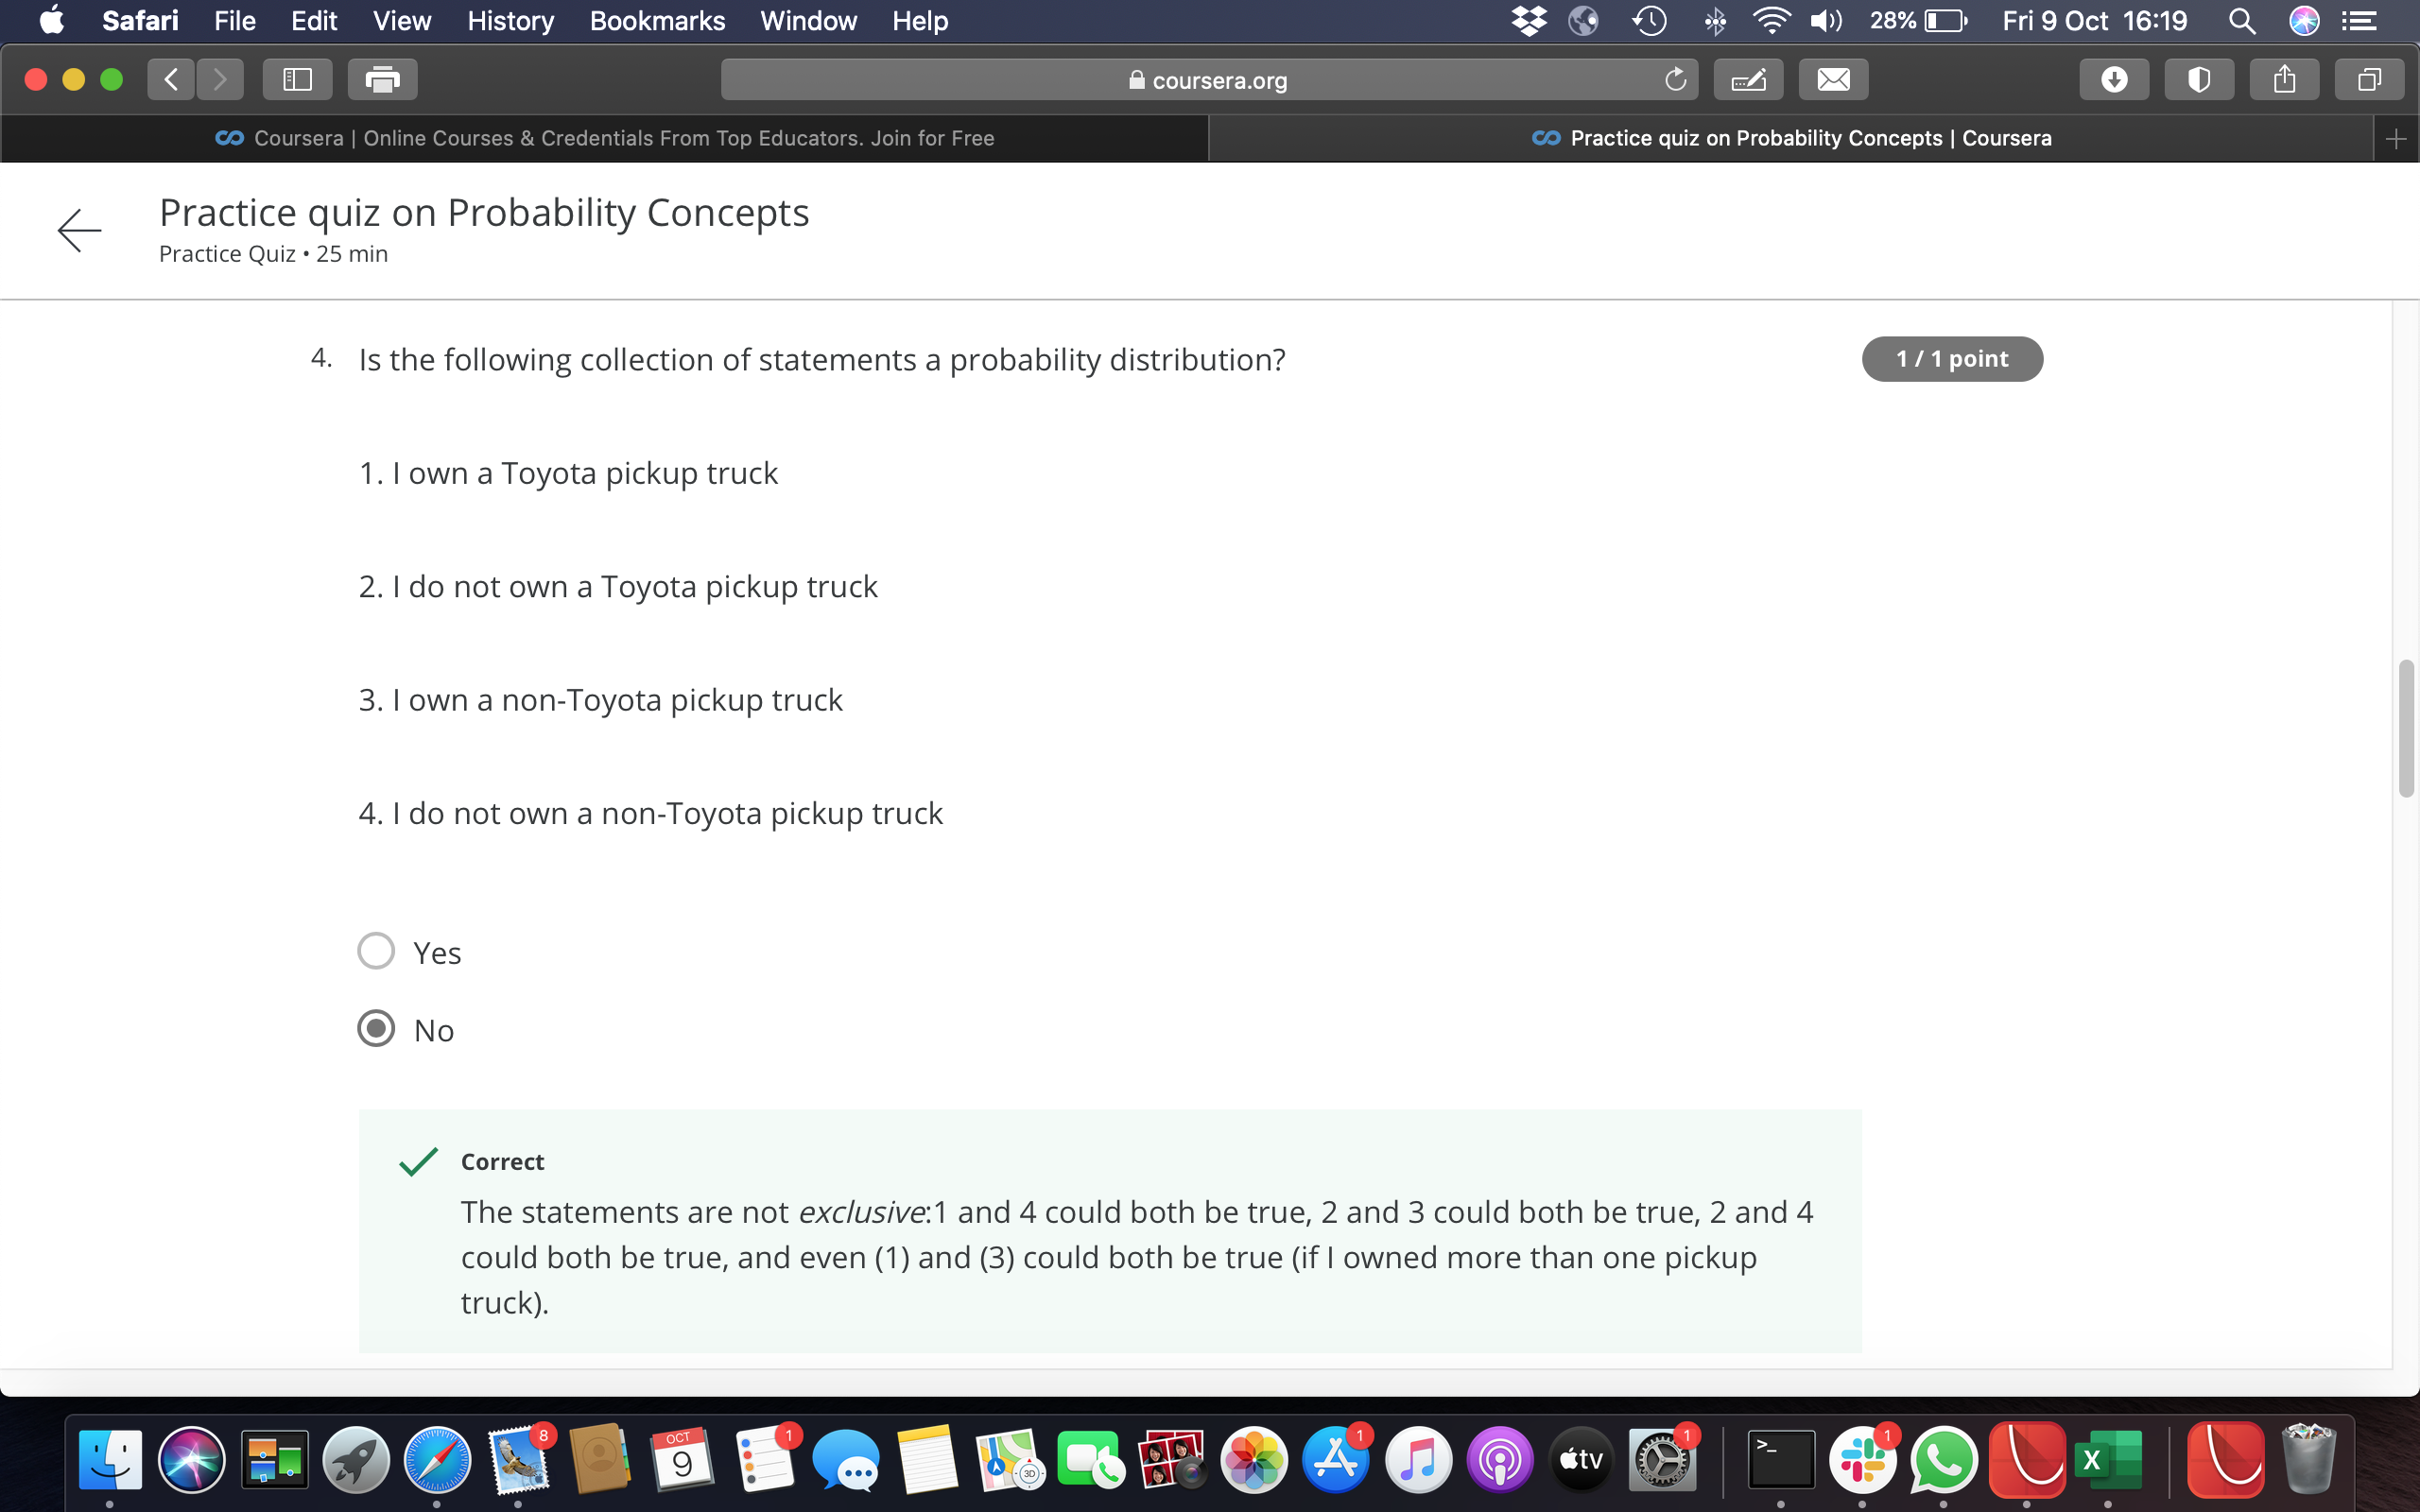 Safari File Edit View History Bookmarks Window Help 28% Fri 9 Oct 16:19
coursera.org
Coursera | Online Courses & Credentials From Top Educators. Join for Free
Practice quiz on Probability Concepts | Coursera
Practice quiz on Probability Concepts
Practice Quiz • 25 min
4. Is the following collection of statements a probability distribution?
1 / 1 point
1. I own a Toyota pickup truck
2. I do not own a Toyota pickup truck
3. I own a non-Toyota pickup truck
4. I do not own a non-Toyota pickup truck
Yes
No
Correct
The statements are not exclusive:1 and 4 could both be true, 2 and 3 could both be true, 2 and 4
could both be true, and even (1) and (3) could both be true (if I owned more than one pickup
truck).
8
OCT
9
1
3D
1
tv
1
>_
1
X